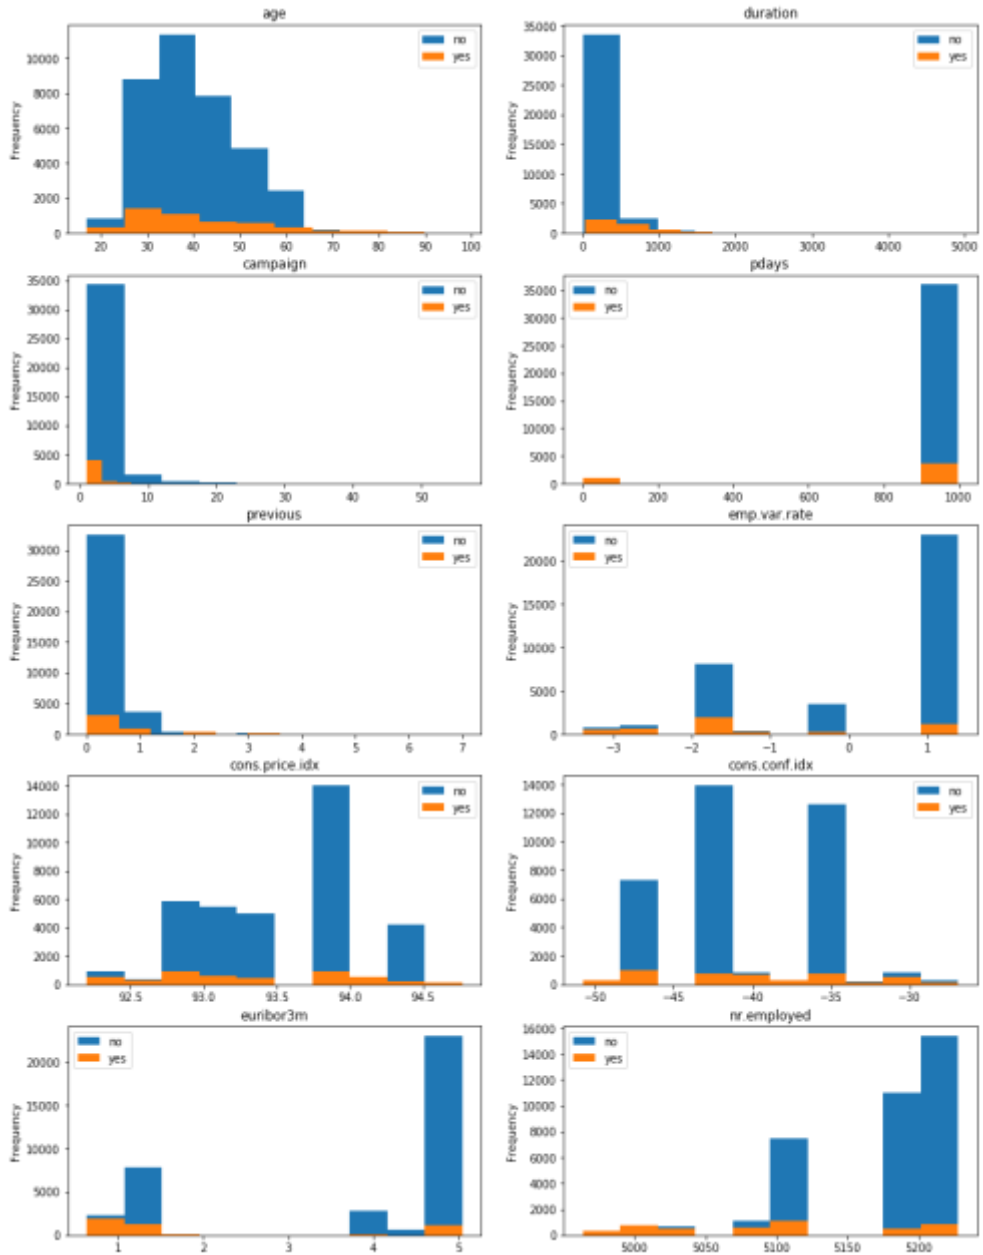 age
duration
no
yes
Frequency
10000
8000
6000
4000
2000
0
20 30 40 50 60 70 80 90 100
no
yes
Frequency
35000
30000
25000
20000
15000
10000
5000
0
0 1000 2000 3000 4000 5000
campaign
pdays
no
yes
Frequency
35000
30000
25000
20000
15000
10000
5000
0
0 10 20 30 40 50
no
yes
Frequency
35000
30000
25000
20000
15000
10000
5000
0
0 200 400 600 800 1000
previous
emp.var.rate
no
yes
Frequency
30000
25000
20000
15000
10000
5000
0
0 1 2 3 4 5 6 7
no
yes
Frequency
20000
15000
10000
5000
0
−3 −2 −1 0 1
cons.price.idx
cons.conf.idx
no
yes
Frequency
14000
12000
10000
8000
6000
4000
2000
0
92.5 93.0 93.5 94.0 94.5
no
yes
Frequency
14000
12000
10000
8000
6000
4000
2000
0
−50 −45 −40 −35 −30
euribor3m
nr.employed
no
yes
Frequency
20000
15000
10000
5000
0
1 2 3 4 5
no
yes
Frequency
16000
14000
12000
10000
8000
6000
4000
2000
0
5000 5050 5100 5150 5200